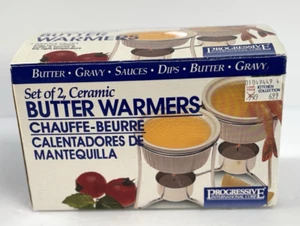 BUTTER WARMERS
BUTTER • GRAVY • SAUCES • DIPS • BUTTER • GRAVY
Set of 2, Ceramic
BUTTER WARMERS
CHAUFFE-BEURRE
CALENTADORES DE
MANTEQUILLA
KITCHEN
COLLECTION
699
PROGRESSIVE
INTERNATIONAL CORP.